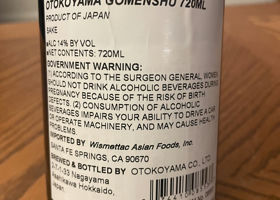 OTOKOYAMA GOMENSHU 720ML
PRODUCT OF JAPAN
SAKE
●ALC 14% BY VOL
●NET CONTENTS: 720ML
GOVERNMENT WARNING:
(1) ACCORDING TO THE SURGEON GENERAL, WOMEN
SHOULD NOT DRINK ALCOHOLIC BEVERAGES DURING
PREGNANCY BECAUSE OF THE RISK OF BIRTH
DEFECTS. (2) CONSUMPTION OF ALCOHOLIC
BEVERAGES IMPAIRS YOUR ABILITY TO DRIVE A CAR
OR OPERATE MACHINERY, AND MAY CAUSE HEALTH
PROBLEMS.
IMPORTED BY: Wismettac Asian Foods, Inc.
SANTA FE SPRINGS, CA 90670
BREWED & BOTTLED BY : OTOKOYAMA CO. LTD.
2-7-1-33 Nagayama
Asahikawa Hokkaido,
Japan